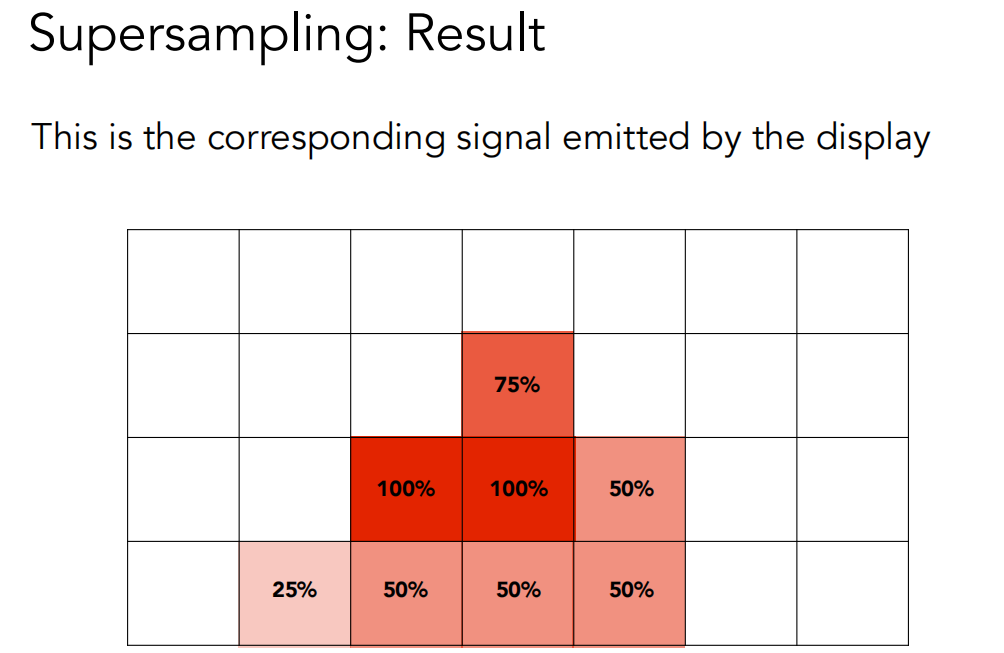 Supersampling: Result
This is the corresponding signal emitted by the display
75%
100% 100% 50%
25% 50% 50% 50%